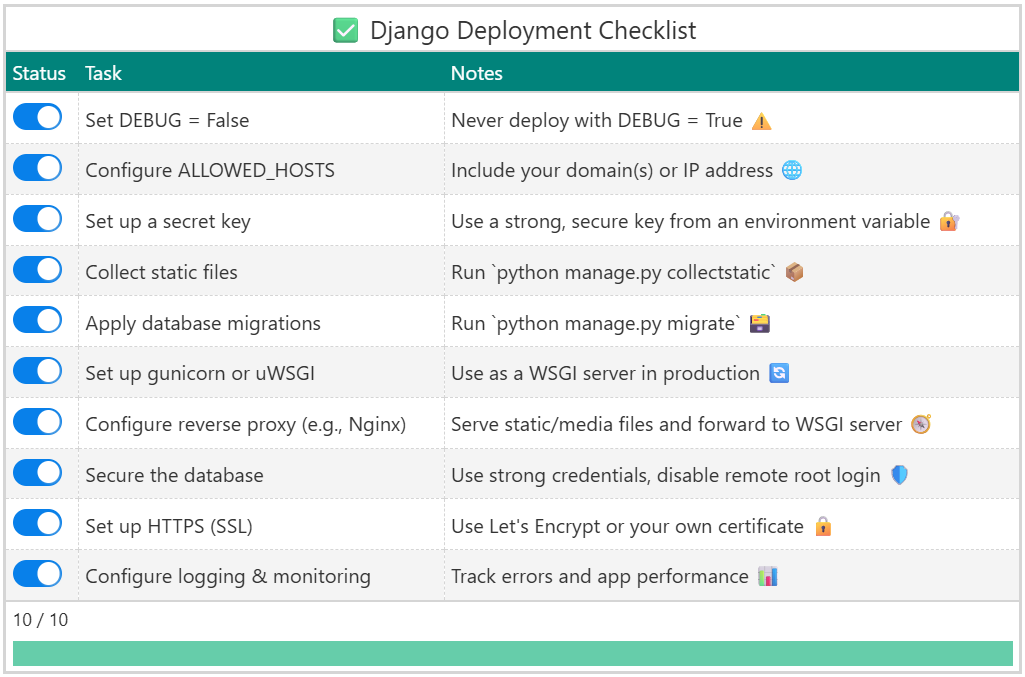 ✅ Django Deployment Checklist
Status Task Notes
Set DEBUG = False Never deploy with DEBUG = True ⚠️
Configure ALLOWED_HOSTS Include your domain(s) or IP address 🌐
Set up a secret key Use a strong, secure key from an environment variable 🔐
Collect static files Run `python manage.py collectstatic` 📦
Apply database migrations Run `python manage.py migrate` 🗃️
Set up gunicorn or uWSGI Use as a WSGI server in production 🔄
Configure reverse proxy (e.g., Nginx) Serve static/media files and forward to WSGI server 🧭
Secure the database Use strong credentials, disable remote root login 🛡️
Set up HTTPS (SSL) Use Let's Encrypt or your own certificate 🔒
Configure logging & monitoring Track errors and app performance 📊
10 / 10